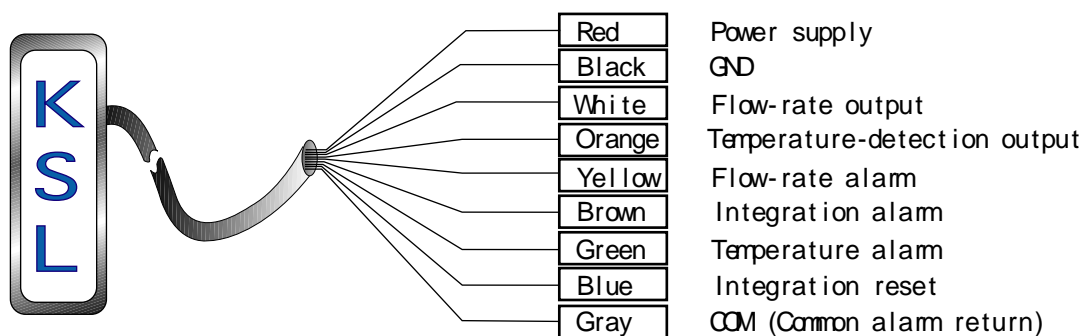 KSL
Red Power supply
Black GND
White Flow-rate output
Orange Temperature-detection output
Yellow Flow-rate alarm
Brown Integration alarm
Green Temperature alarm
Blue Integration reset
Gray COM (Common alarm return)